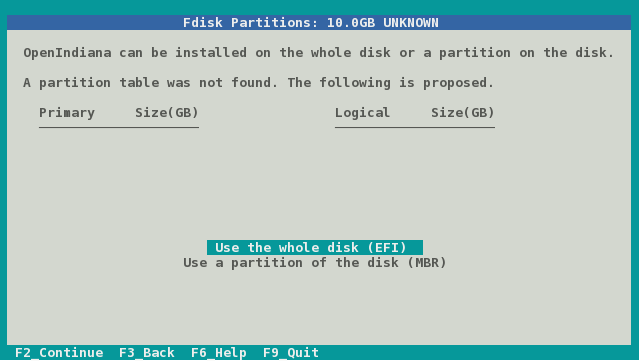 Fdisk Partitions: 10.0GB UNKNOWN
OpenIndiana can be installed on the whole disk or a partition on the disk.
A partition table was not found. The following is proposed.
Primary Size(GB) Logical Size(GB)
Use the whole disk (EFI)
Use a partition of the disk (MBR)
F2_Continue F3_Back F6_Help F9_Quit